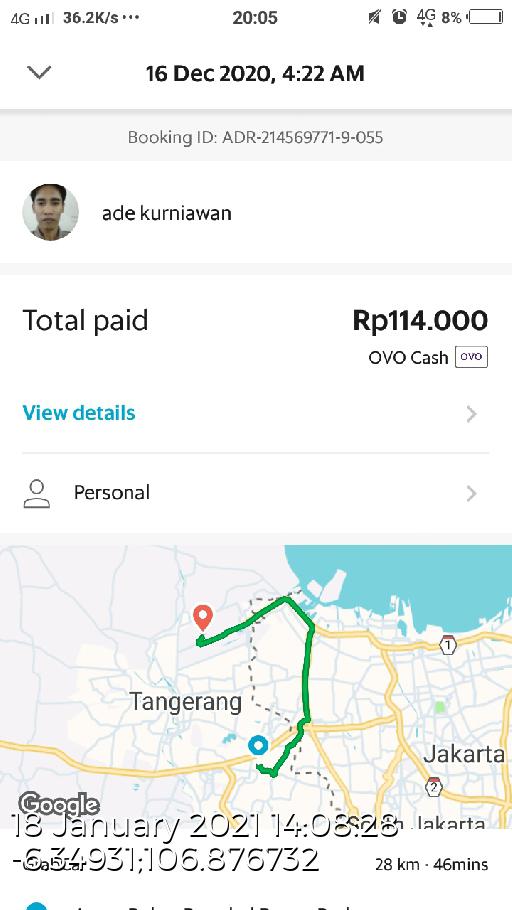 4G 36.2K/s ··· 20:05 4G 8%
16 Dec 2020, 4:22 AM
Booking ID: ADR-214569771-9-055
ade kurniawan
Total paid Rp114.000
OVO Cash OVO
View details
Personal
1
Tangerang
Jakarta
2
Google
South Jakarta
18 January 2021 14:08:28
-6.34931;106.876732
GrabCar 28 km · 46mins